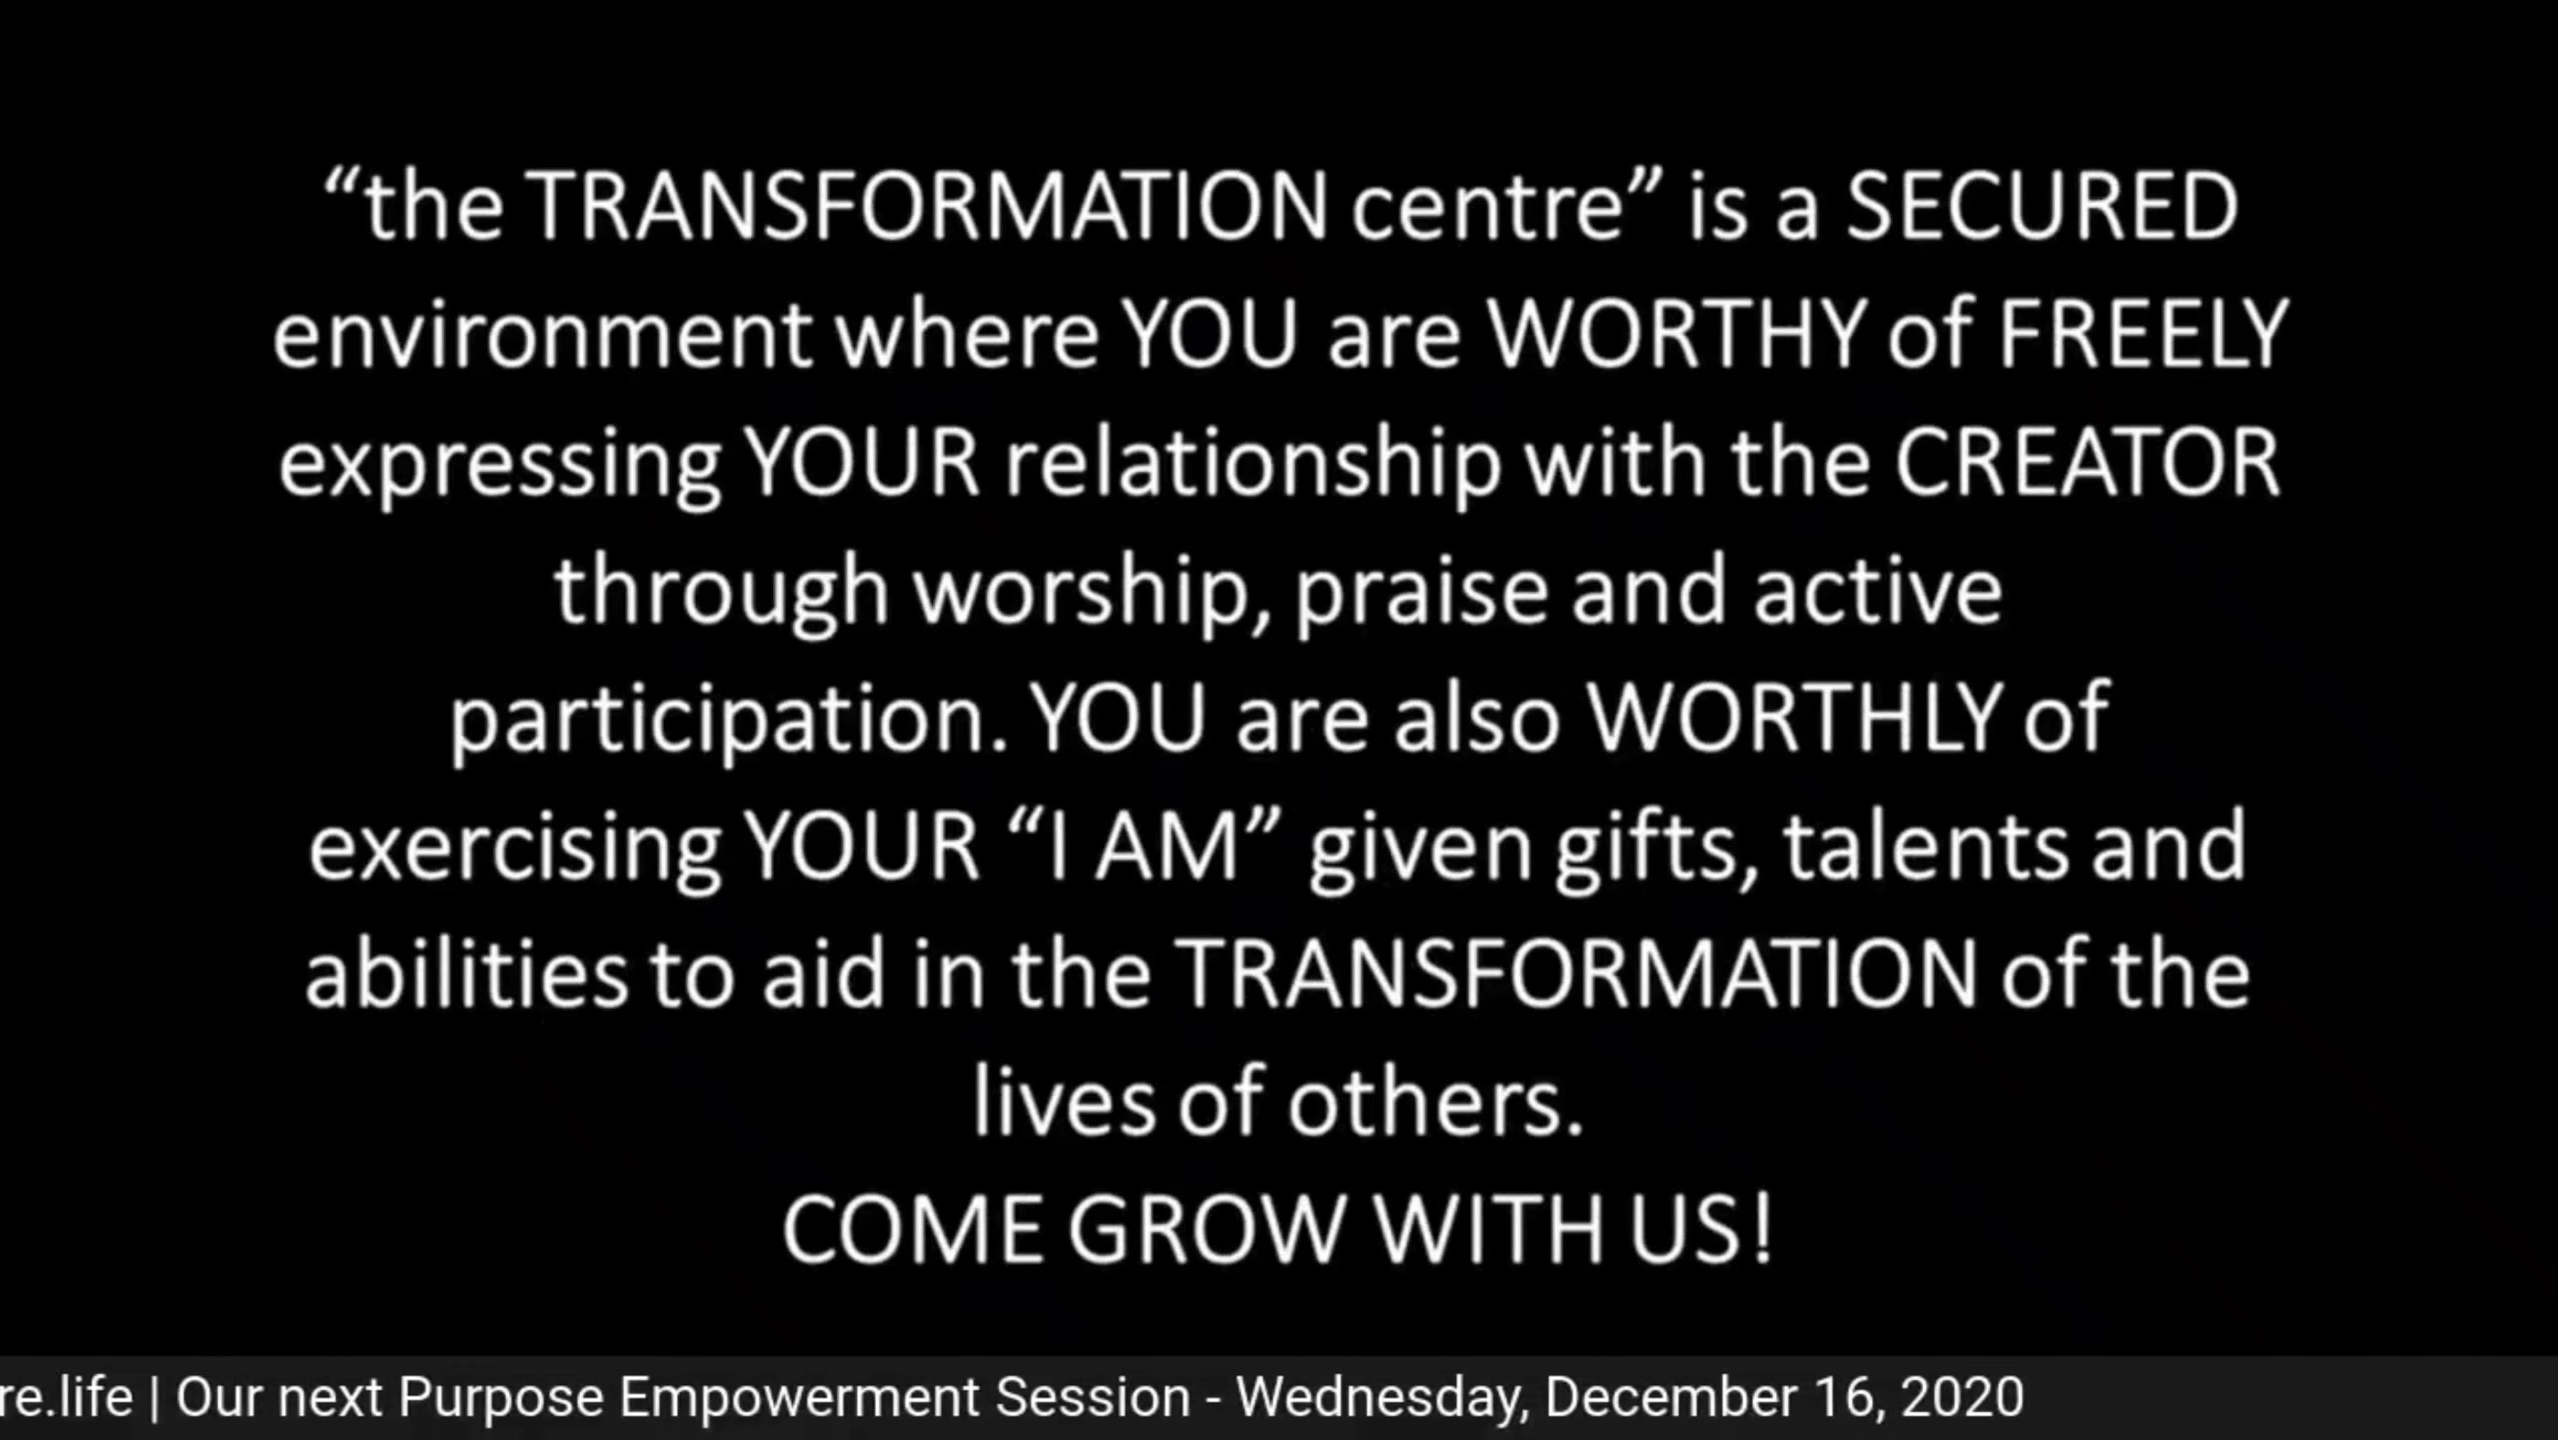 “the TRANSFORMATION centre” is a SECURED
environment where YOU are WORTHY of FREELY
expressing YOUR relationship with the CREATOR
through worship, praise and active
participation. YOU are also WORTHLY of
exercising YOUR “I AM” given gifts, talents and
abilities to aid in the TRANSFORMATION of the
lives of others.
COME GROW WITH US!
re.life | Our next Purpose Empowerment Session - Wednesday, December 16, 2020